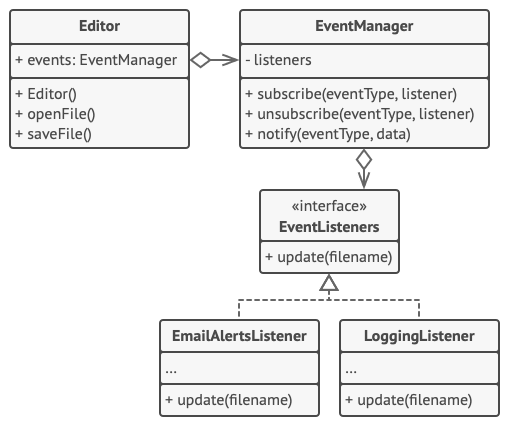 Editor
+ events: EventManager
+ Editor()
+ openFile()
+ saveFile()
EventManager
- listeners
+ subscribe(eventType, listener)
+ unsubscribe(eventType, listener)
+ notify(eventType, data)
«interface»
EventListeners
+ update(filename)
EmailAlertsListener
...
+ update(filename)
LoggingListener
...
+ update(filename)